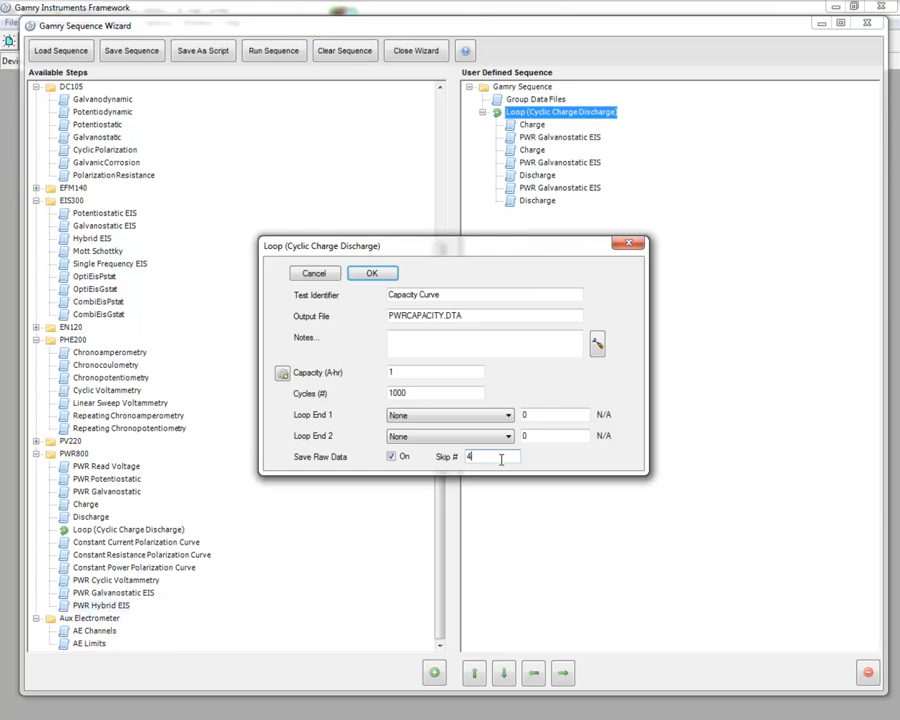 Gamry Instruments Framework
Gamry Sequence Wizard
Load Sequence
Save Sequence
Save As Script
Run Sequence
Clear Sequence
Close Wizard
Available Steps
DC105
Galvanodynamic
Potentiodynamic
Potentiostatic
Galvanostatic
Cyclic Polarization
Galvanic Corrosion
Polarization Resistance
EFM140
EIS300
Potentiostatic EIS
Galvanostatic EIS
Hybrid EIS
Mott Schottky
Single Frequency EIS
OptiEisPstat
OptiEisGstat
CombiEisPstat
CombiEisGstat
EN120
PHE200
Chronoamperometry
Chronocoulometry
Chronopotentiometry
Cyclic Voltammetry
Linear Sweep Voltammetry
Repeating Chronoamperometry
Repeating Chronopotentiometry
PV220
PWR800
PWR Read Voltage
PWR Potentiostatic
PWR Galvanostatic
Charge
Discharge
Loop (Cyclic Charge Discharge)
Constant Current Polarization Curve
Constant Resistance Polarization Curve
Constant Power Polarization Curve
PWR Cyclic Voltammetry
PWR Galvanostatic EIS
PWR Hybrid EIS
Aux Electrometer
AE Channels
AE Limits
User Defined Sequence
Gamry Sequence
Group Data Files
Loop (Cyclic Charge Discharge)
Charge
PWR Galvanostatic EIS
Charge
PWR Galvanostatic EIS
Discharge
PWR Galvanostatic EIS
Discharge
Loop (Cyclic Charge Discharge)
Cancel
OK
Test Identifier Capacity Curve
Output File PWRCAPACITY.DTA
Notes...
Capacity (A-hr) 1
Cycles (#) 1000
Loop End 1 None 0 N/A
Loop End 2 None 0 N/A
Save Raw Data On Skip # 4